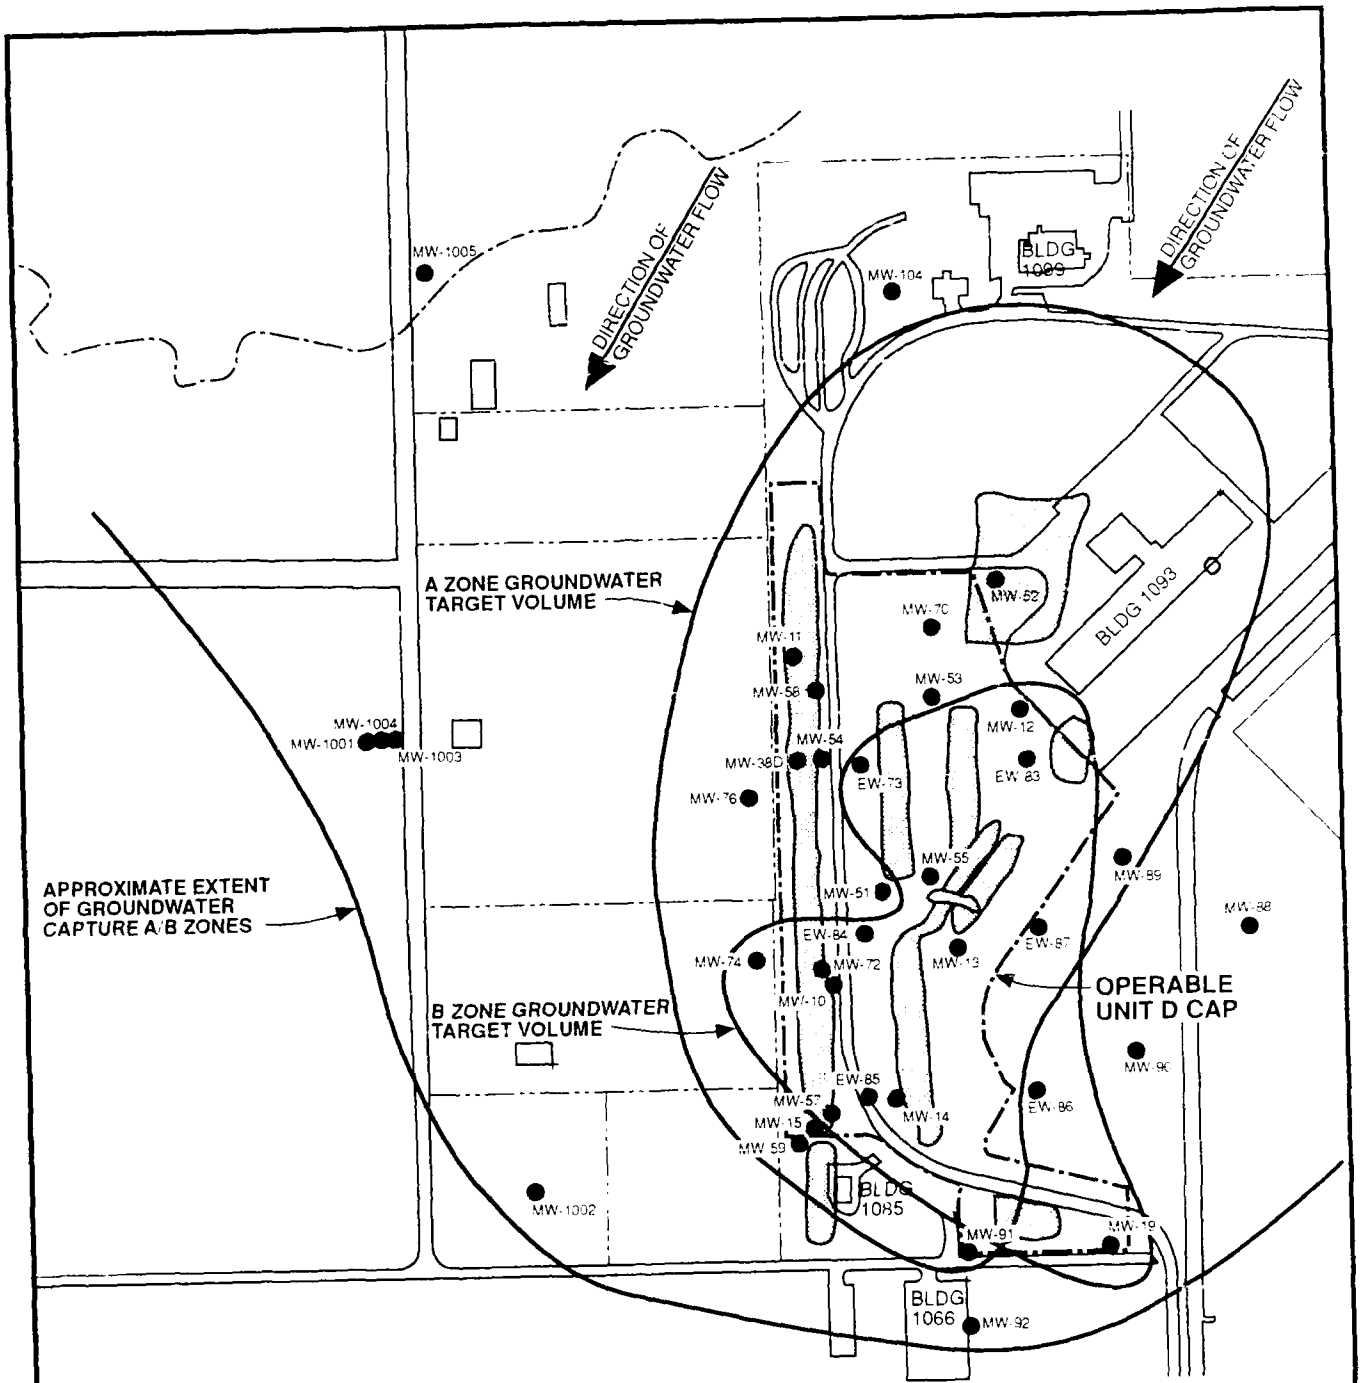 DIRECTION OF
GROUNDWATER FLOW
DIRECTION OF
GROUNDWATER FLOW
MW-1005
MW-104
BLDG
1099
A ZONE GROUNDWATER
TARGET VOLUME
MW-52
MW-70
BLDG 1093
MW-11
MW-58
MW-53
MW-12
MW-1004
MW-1001
MW-1003
MW-54
MW-38D
EW-73
EW-83
MW-76
MW-55
MW-89
MW-51
APPROXIMATE EXTENT
OF GROUNDWATER
CAPTURE A/B ZONES
MW-88
EW-84
EW-87
MW-74
MW-72
MW-13
MW-10
OPERABLE
UNIT D CAP
B ZONE GROUNDWATER
TARGET VOLUME
MW-90
EW-85
EW-86
MW-57
MW-14
MW-15
MW-59
BLDG
1085
MW-1002
MW-91
MW-19
BLDG
1066
MW-92